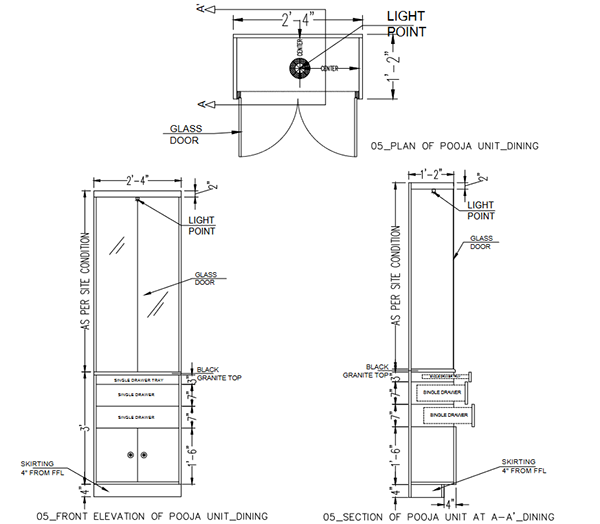 A'
2'-4"
LIGHT
POINT
CENTER
CENTER
1'-2"
A
GLASS
DOOR
05_PLAN OF POOJA UNIT_DINING
2'-4"
2"
LIGHT
POINT
AS PER SITE CONDITION
GLASS
DOOR
BLACK
GRANITE TOP
SINGLE DRAWER TRAY
3"
SINGLE DRAWER
7"
SINGLE DRAWER
7"
3'
1'-6"
SKIRTING
4" FROM FFL
4"
05_FRONT ELEVATION OF POOJA UNIT_DINING
1'-2"
2"
LIGHT
POINT
GLASS
DOOR
AS PER SITE CONDITION
BLACK
GRANITE TOP
SINGLE DRAWER TRAY
3"
SINGLE DRAWER
7"
SINGLE DRAWER
7"
1'-6"
SKIRTING
4" FROM FFL
4"
4"
05_SECTION OF POOJA UNIT AT A-A'_DINING